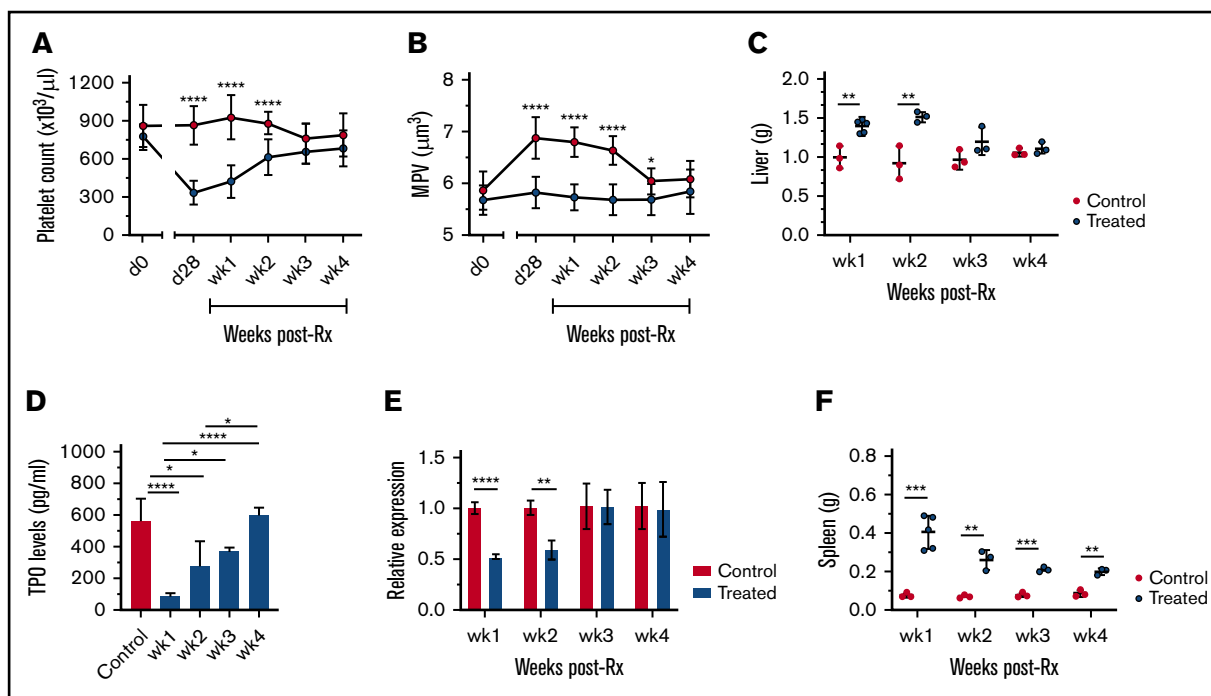 A
Platelet count (x10³/μl)
1200
900
600
300
0
****
****
****
d0
d28
wk1
wk2
wk3
wk4
Weeks post-Rx
B
MPV (μm³)
8
7
6
5
****
****
****
*
d0
d28
wk1
wk2
wk3
wk4
Weeks post-Rx
C
Liver (g)
2.0
1.5
1.0
0.5
0.0
**
**
wk1
wk2
wk3
wk4
Weeks post-Rx
Control
Treated
D
TPO levels (pg/ml)
1000
800
600
400
200
0
*
****
*
*
****
Control
wk1
wk2
wk3
wk4
E
Relative expression
1.5
1.0
0.5
0.0
****
**
wk1
wk2
wk3
wk4
Weeks post-Rx
Control
Treated
F
Spleen (g)
0.8
0.6
0.4
0.2
0.0
***
**
***
**
wk1
wk2
wk3
wk4
Weeks post-Rx
Control
Treated